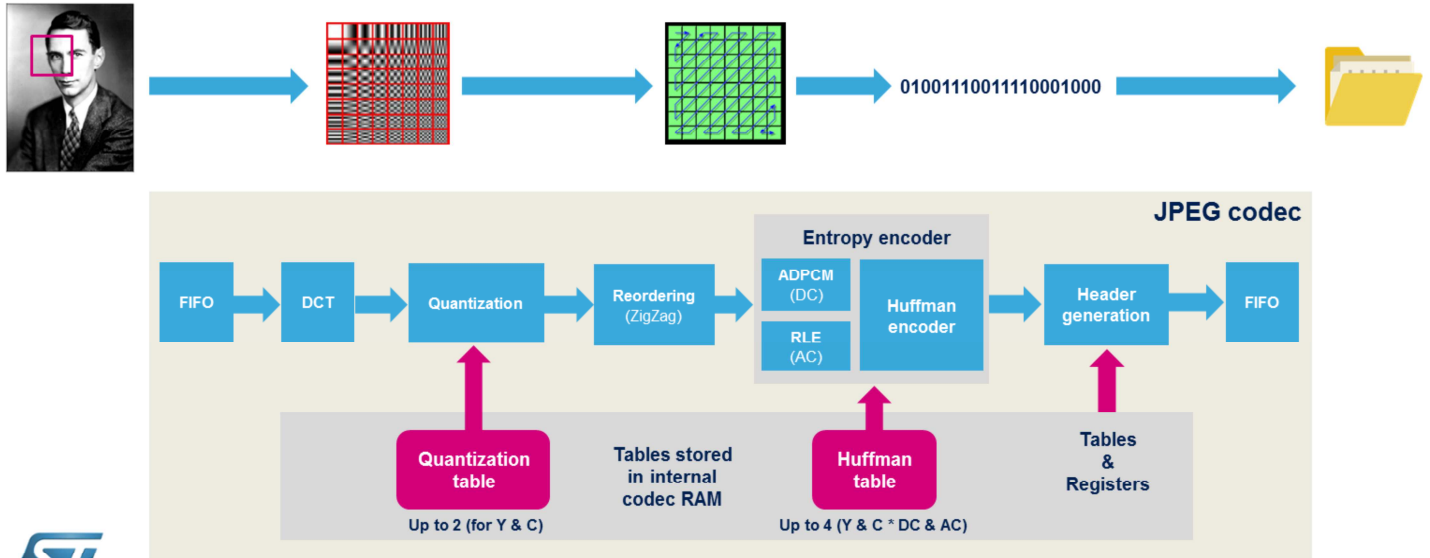 01001110011110001000
JPEG codec
Entropy encoder
FIFO
DCT
Quantization
Reordering
(ZigZag)
ADPCM
(DC)
RLE
(AC)
Huffman
encoder
Header
generation
FIFO
Quantization
table
Up to 2 (for Y & C)
Tables stored
in internal
codec RAM
Huffman
table
Up to 4 (Y & C * DC & AC)
Tables
&
Registers